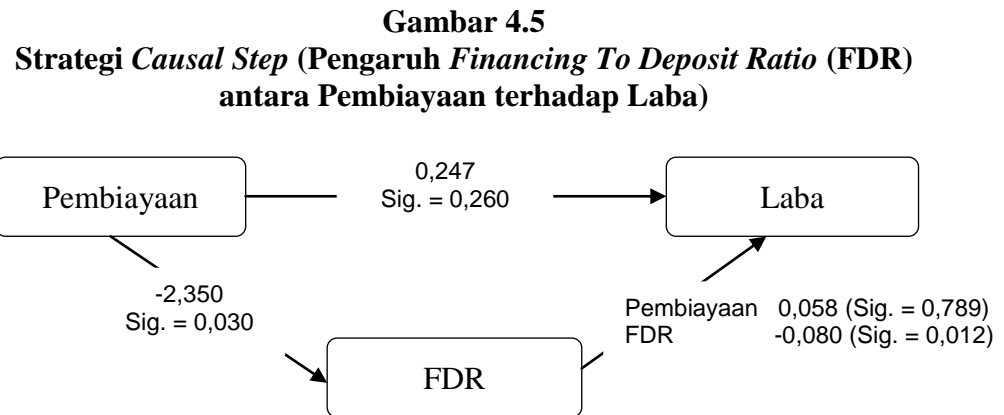 Gambar 4.5
Strategi Causal Step (Pengaruh Financing To Deposit Ratio (FDR)
antara Pembiayaan terhadap Laba)
0,247
Sig. = 0,260
Pembiayaan
Laba
-2,350
Sig. = 0,030
Pembiayaan 0,058 (Sig. = 0,789)
FDR -0,080 (Sig. = 0,012)
FDR